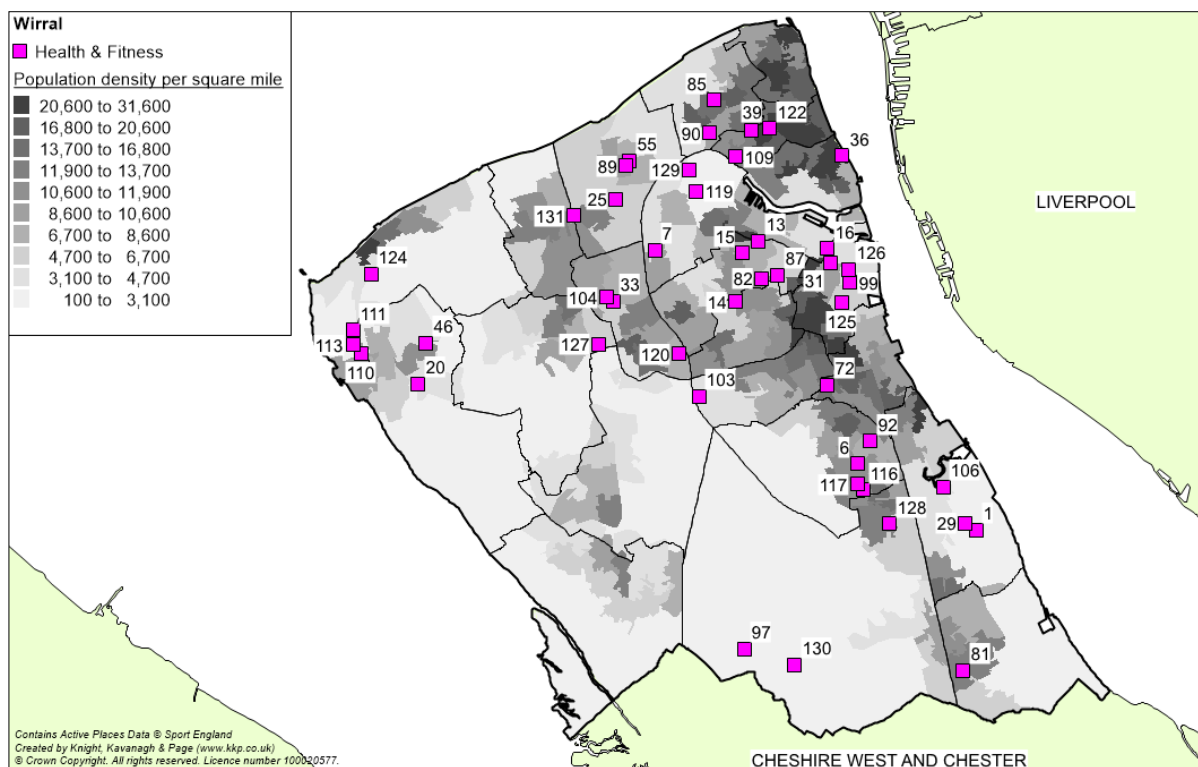 Wirral
Health & Fitness
Population density per square mile
20,600 to 31,600
16,800 to 20,600
13,700 to 16,800
11,900 to 13,700
10,600 to 11,900
8,600 to 10,600
6,700 to 8,600
4,700 to 6,700
3,100 to 4,700
100 to 3,100
85
39
122
90
55
36
89
129
109
119
25
LIVERPOOL
131
13
16
7
15
126
87
124
82
31
99
33
104
14
125
111
46
113
127
120
110
20
103
72
92
6
106
117
116
128
29
1
97
130
81
Contains Active Places Data © Sport England
Created by Knight, Kavanagh & Page (www.kkp.co.uk)
© Crown Copyright. All rights reserved. Licence number 100020577.
CHESHIRE WEST AND CHESTER